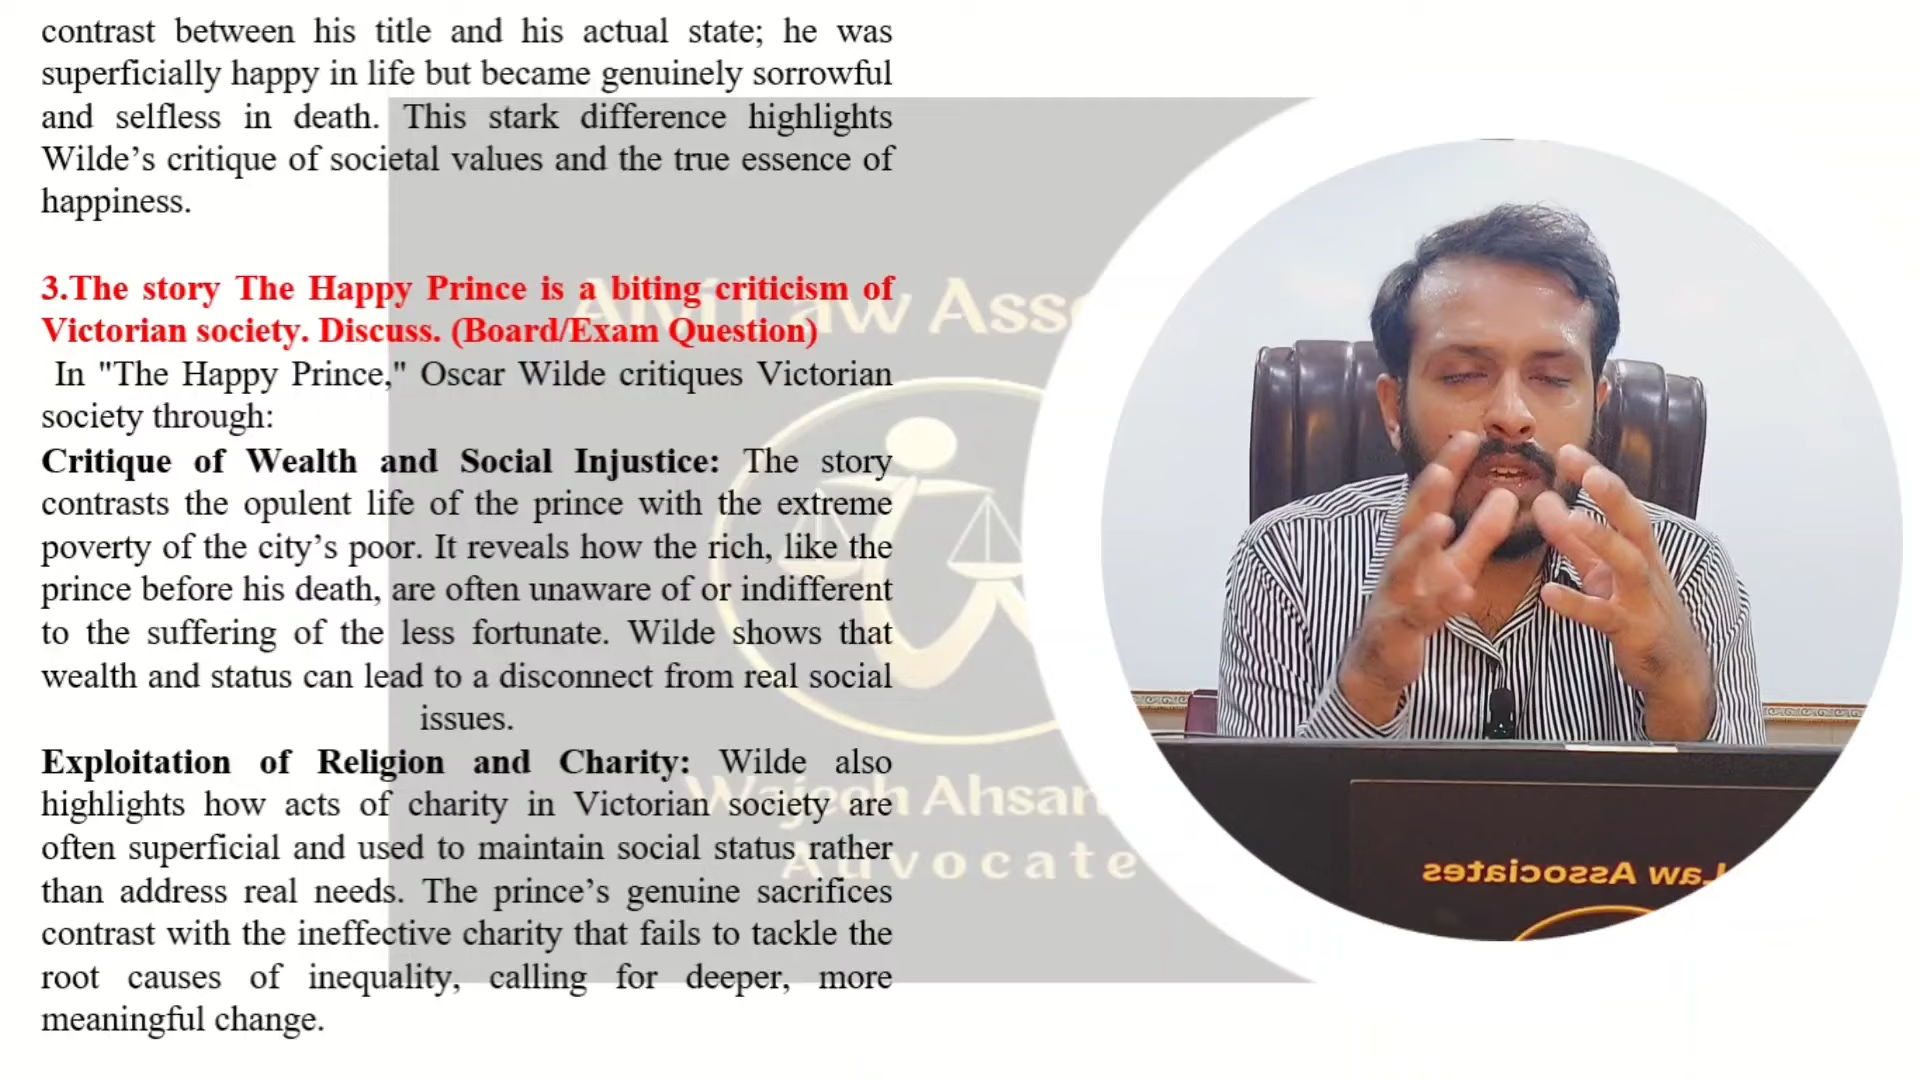 contrast between his title and his actual state; he was
superficially happy in life but became genuinely sorrowful
and selfless in death. This stark difference highlights
Wilde’s critique of societal values and the true essence of
happiness.
3.The story The Happy Prince is a biting criticism of
Victorian society. Discuss. (Board/Exam Question)
In "The Happy Prince," Oscar Wilde critiques Victorian
society through:
Critique of Wealth and Social Injustice: The story
contrasts the opulent life of the prince with the extreme
poverty of the city’s poor. It reveals how the rich, like the
prince before his death, are often unaware of or indifferent
to the suffering of the less fortunate. Wilde shows that
wealth and status can lead to a disconnect from real social
issues.
Exploitation of Religion and Charity: Wilde also
highlights how acts of charity in Victorian society are
often superficial and used to maintain social status rather
than address real needs. The prince’s genuine sacrifices
contrast with the ineffective charity that fails to tackle the
root causes of inequality, calling for deeper, more
meaningful change.
Law Asso
Ahsan
Advocate
Law Associates